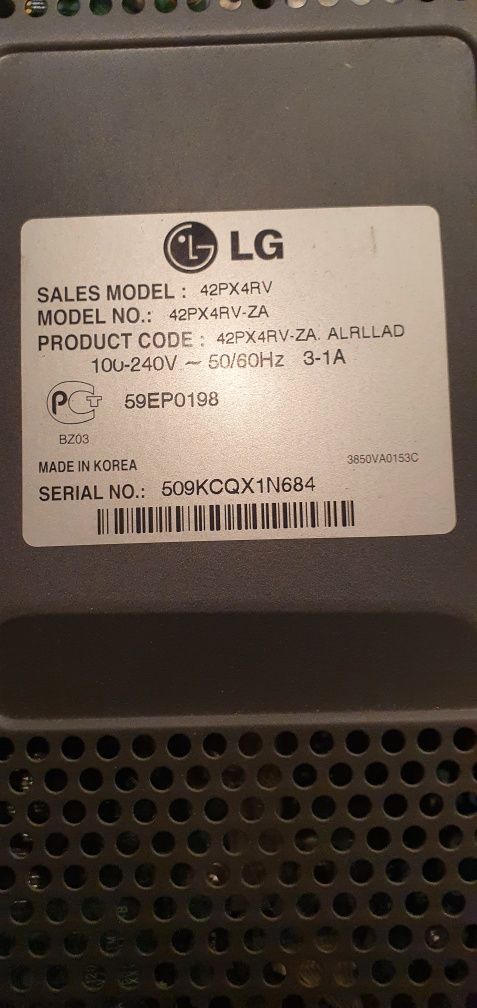 LG
SALES MODEL : 42PX4RV
MODEL NO.: 42PX4RV-ZA
PRODUCT CODE : 42PX4RV-ZA. ALRLLAD
100-240V ~ 50/60Hz 3-1A
PCT 59EP0198
BZ03
MADE IN KOREA 3850VA0153C
SERIAL NO.: 509KCQX1N684